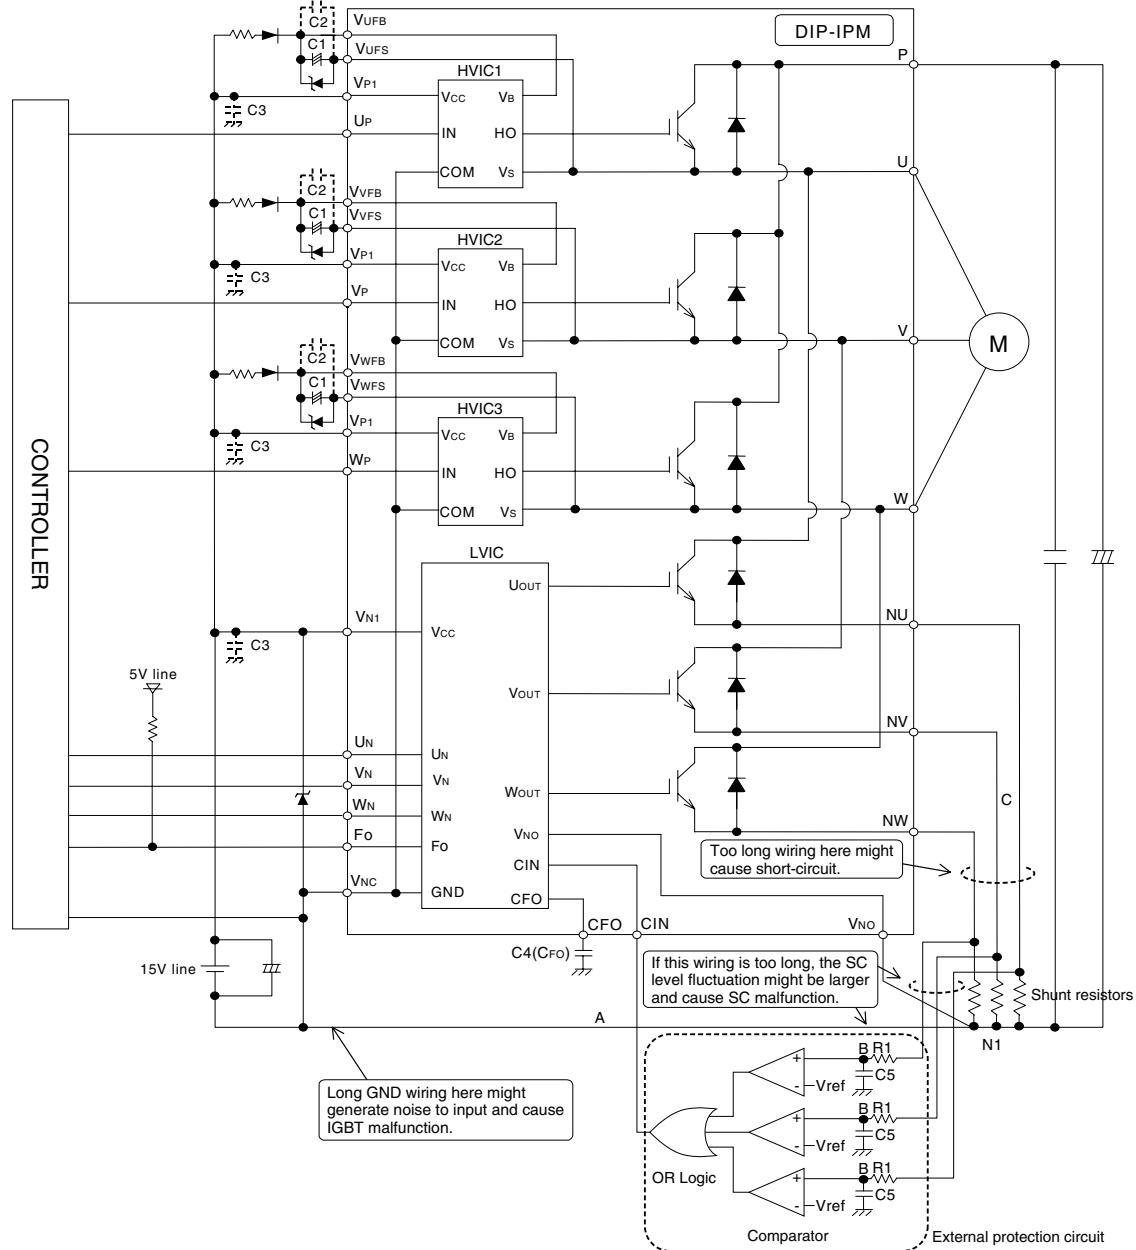 C2
VUFB
DIP-IPM
C1
VUFS
P
HVIC1
VP1
VCC
VB
C3
UP
IN
HO
COM
VS
U
C2
VVFB
C1
VVFS
HVIC2
VP1
VCC
VB
C3
VP
IN
HO
V
COM
VS
M
C2
VWFB
C1
VWFS
HVIC3
VP1
VCC
VB
C3
WP
IN
HO
CONTROLLER
W
COM
VS
LVIC
UOUT
NU
VN1
VCC
C3
5V line
VOUT
NV
UN
UN
VN
VN
WOUT
C
WN
WN
NW
VNO
Fo
Fo
CIN
Too long wiring here might
cause short-circuit.
VNC
GND
CFO
CFO
CIN
VNO
C4(CFO)
15V line
If this wiring is too long, the SC
level fluctuation might be larger
and cause SC malfunction.
Shunt resistors
A
N1
Long GND wiring here might
generate noise to input and cause
IGBT malfunction.
+
B
R1
C5
-
Vref
+
B
R1
C5
-
Vref
+
B
R1
C5
-
Vref
OR Logic
Comparator
External protection circuit